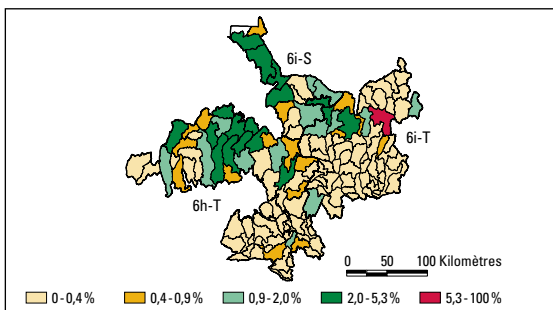 6i-S
6i-T
6h-T
0 50 100 Kilomètres
0 - 0,4 % 0,4 - 0,9 % 0,9 - 2,0 % 2,0 - 5,3 % 5,3 - 100 %